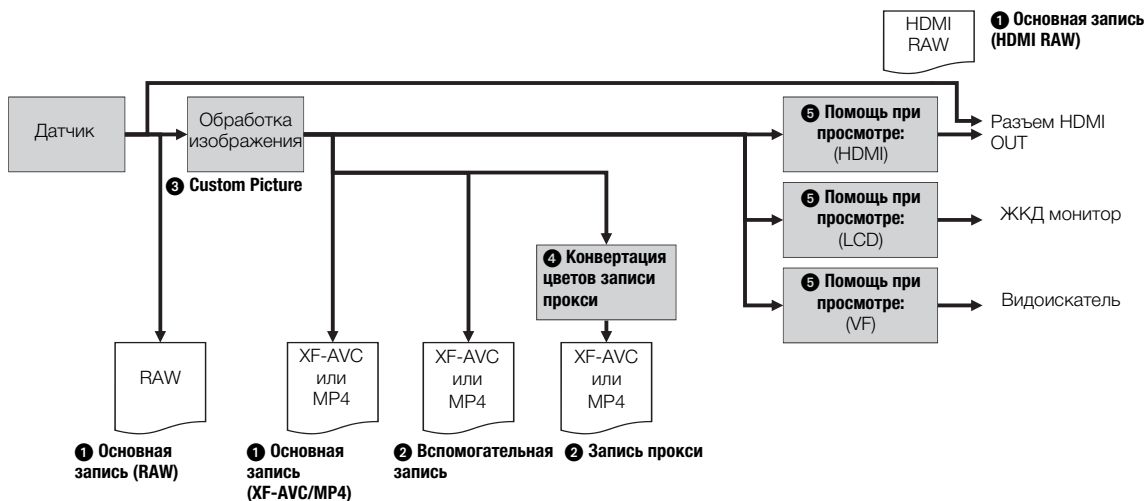 HDMI
RAW
❶ Основная запись
(HDMI RAW)
Датчик
Обработка
изображения
❸ Custom Picture
❺ Помощь при
просмотре:
(HDMI)
Разъем HDMI
OUT
❺ Помощь при
просмотре:
(LCD)
ЖКД монитор
❹ Конвертация
цветов записи
прокси
❺ Помощь при
просмотре:
(VF)
Видоискатель
RAW
XF-AVC
или
MP4
XF-AVC
или
MP4
XF-AVC
или
MP4
❶ Основная
запись (RAW)
❶ Основная
запись
(XF-AVC/MP4)
❷ Вспомогательная
запись
❷ Запись прокси